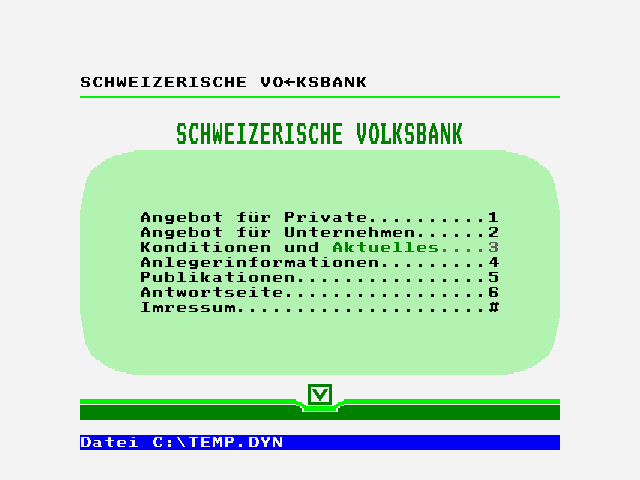 SCHWEIZERISCHE VO←KSBANK
SCHWEIZERISCHE VOLKSBANK
Angebot für Private..........1
Angebot für Unternehmen......2
Konditionen und Aktuelles....3
Anlegerinformationen.........4
Publikationen................5
Antwortseite.................6
Imressum.....................#
V
Datei C:\TEMP.DYN